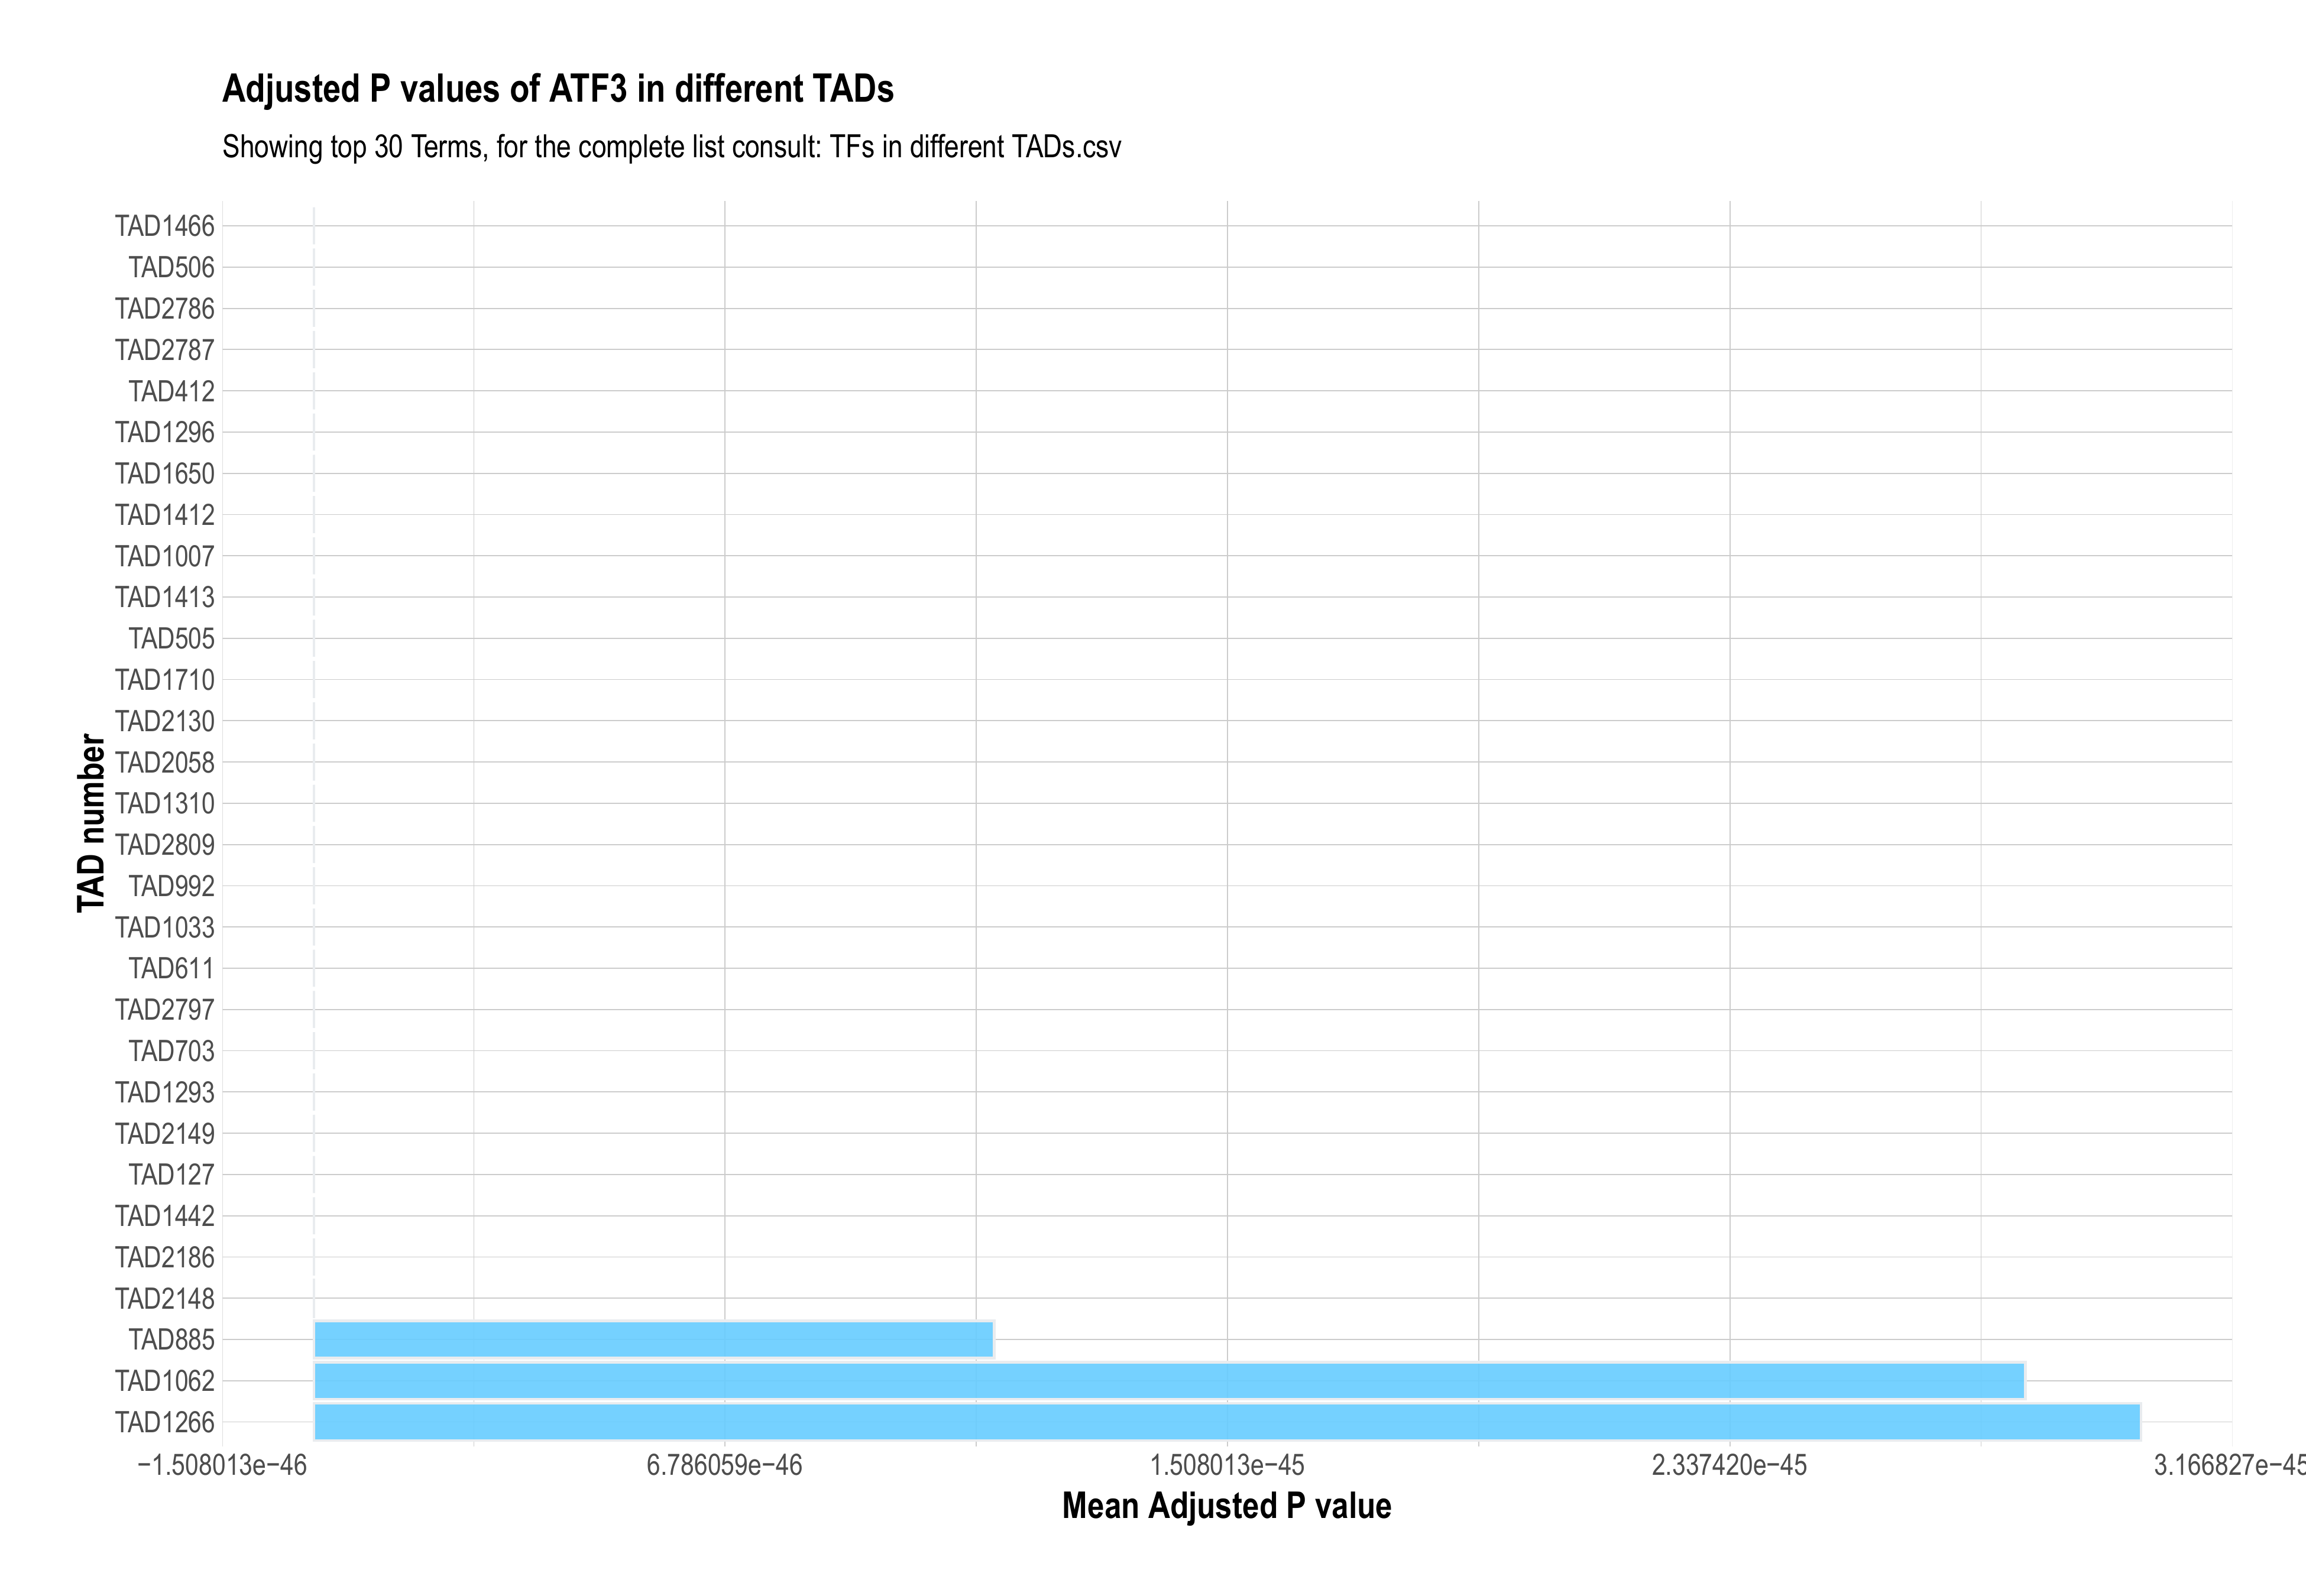 Adjusted P values of ATF3 in different TADs
Showing top 30 Terms, for the complete list consult: TFs in different TADs.csv
TAD number
TAD1466
TAD506
TAD2786
TAD2787
TAD412
TAD1296
TAD1650
TAD1412
TAD1007
TAD1413
TAD505
TAD1710
TAD2130
TAD2058
TAD1310
TAD2809
TAD992
TAD1033
TAD611
TAD2797
TAD703
TAD1293
TAD2149
TAD127
TAD1442
TAD2186
TAD2148
TAD885
TAD1062
TAD1266
−1.508013e−46 6.786059e−46 1.508013e−45 2.337420e−45 3.166827e−45
Mean Adjusted P value